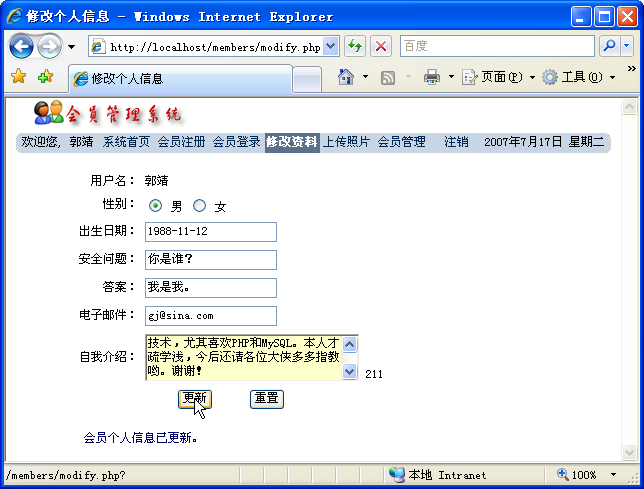 修改个人信息 - Windows Internet Explorer
http://localhost/members/modify.php
百度
修改个人信息
页面(P)
工具(O)
»
会员管理系统
欢迎您, 郭靖 系统首页 会员注册 会员登录 修改资料 上传照片 会员管理 注销 2007年7月17日 星期二
用户名： 郭靖
性别： 男 女
出生日期： 1988-11-12
安全问题： 你是谁?
答案： 我是我。
电子邮件： gj@sina.com
自我介绍：
技术，尤其喜欢PHP和MySQL。本人才
疏学浅，今后还请各位大侠多多指教
哟。谢谢!
211
更新 重置
会员个人信息已更新。
/members/modify.php?
本地 Intranet
100%